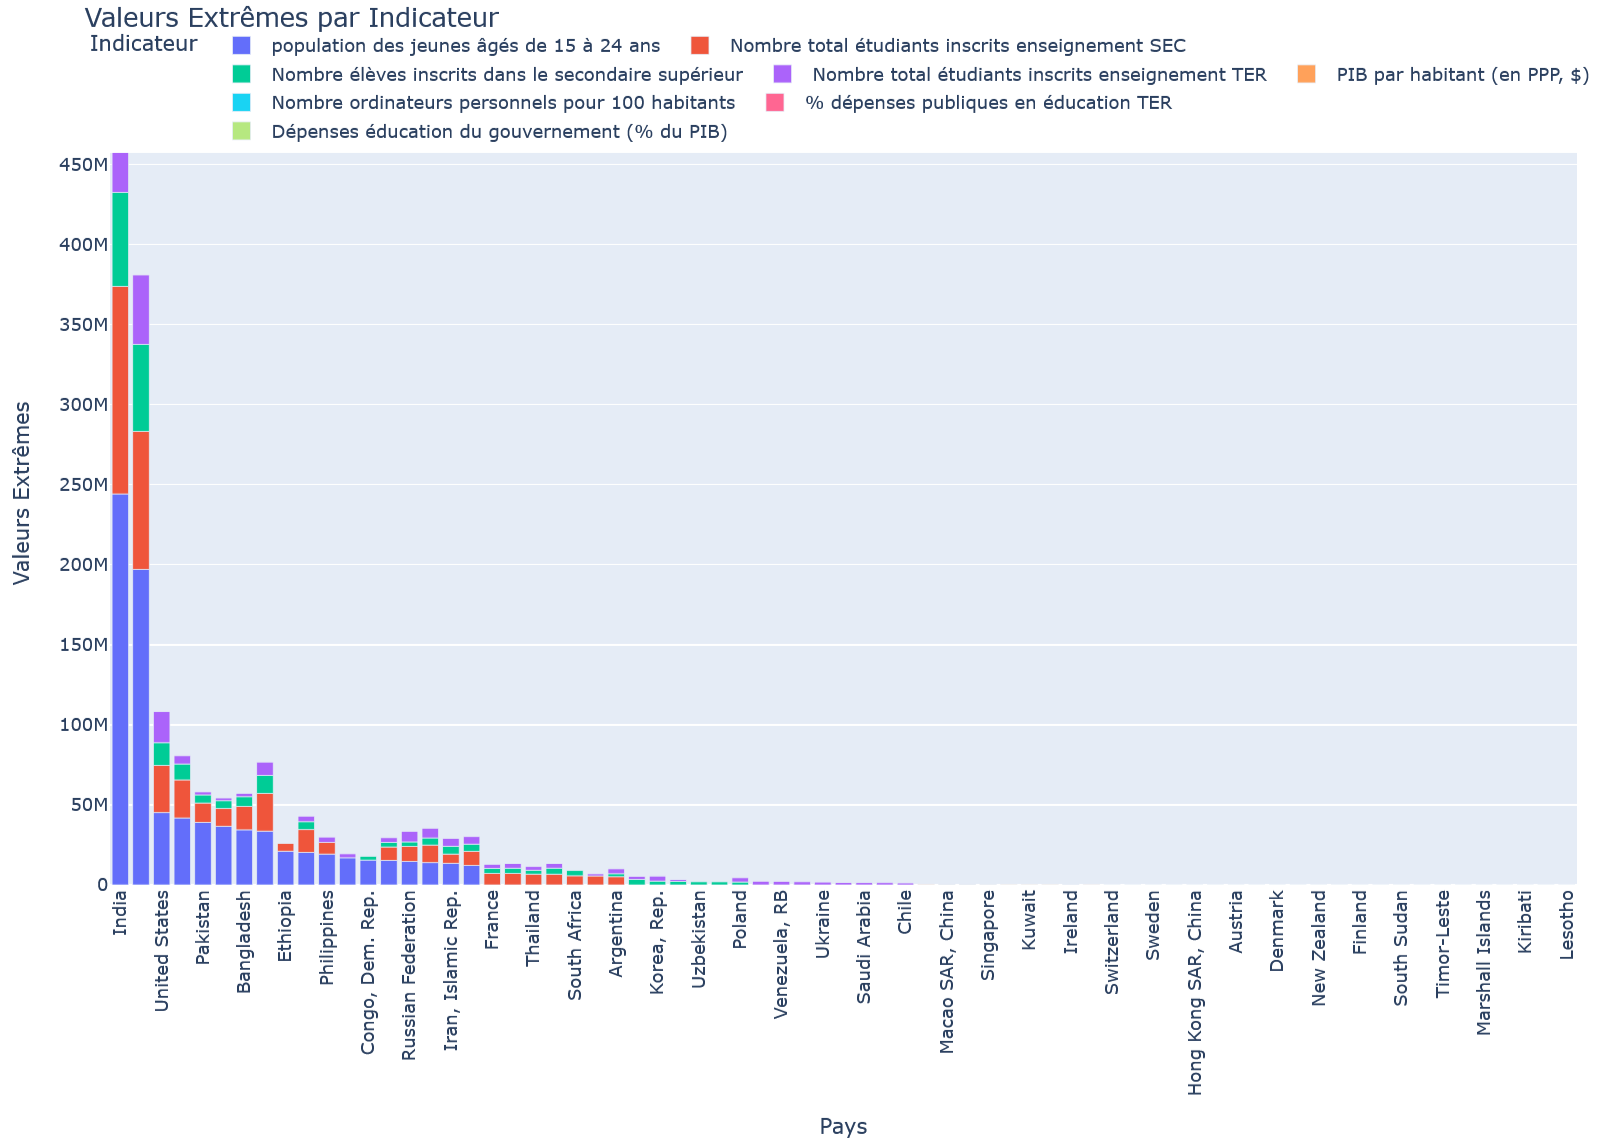 Valeurs Extrêmes par Indicateur
Indicateur
population des jeunes âgés de 15 à 24 ans
Nombre total étudiants inscrits enseignement SEC
Nombre élèves inscrits dans le secondaire supérieur
Nombre total étudiants inscrits enseignement TER
PIB par habitant (en PPP, $)
Nombre ordinateurs personnels pour 100 habitants
% dépenses publiques en éducation TER
Dépenses éducation du gouvernement (% du PIB)
450M
400M
350M
300M
250M
200M
150M
100M
50M
0
Valeurs Extrêmes
India
United States
Pakistan
Bangladesh
Ethiopia
Philippines
Congo, Dem. Rep.
Russian Federation
Iran, Islamic Rep.
France
Thailand
South Africa
Argentina
Korea, Rep.
Uzbekistan
Poland
Venezuela, RB
Ukraine
Saudi Arabia
Chile
Macao SAR, China
Singapore
Kuwait
Ireland
Switzerland
Sweden
Hong Kong SAR, China
Austria
Denmark
New Zealand
Finland
South Sudan
Timor-Leste
Marshall Islands
Kiribati
Lesotho
Pays